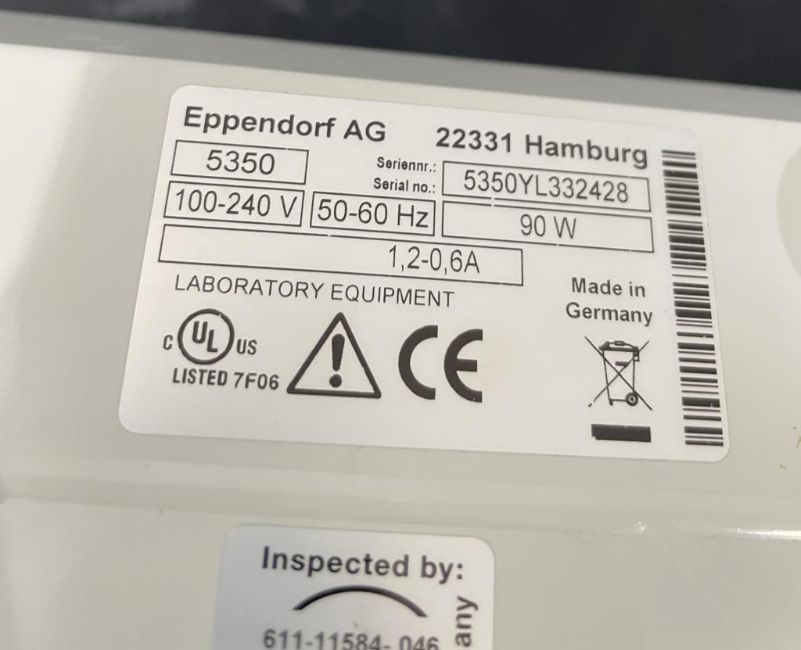 Eppendorf AG 22331 Hamburg
5350 Seriennr.: Serial no.: 5350YL332428
100-240 V 50-60 Hz 90 W
1,2-0,6A
LABORATORY EQUIPMENT
Made in
Germany
C UL US
LISTED 7F06
CE
Inspected by:
611-11584- 046
any